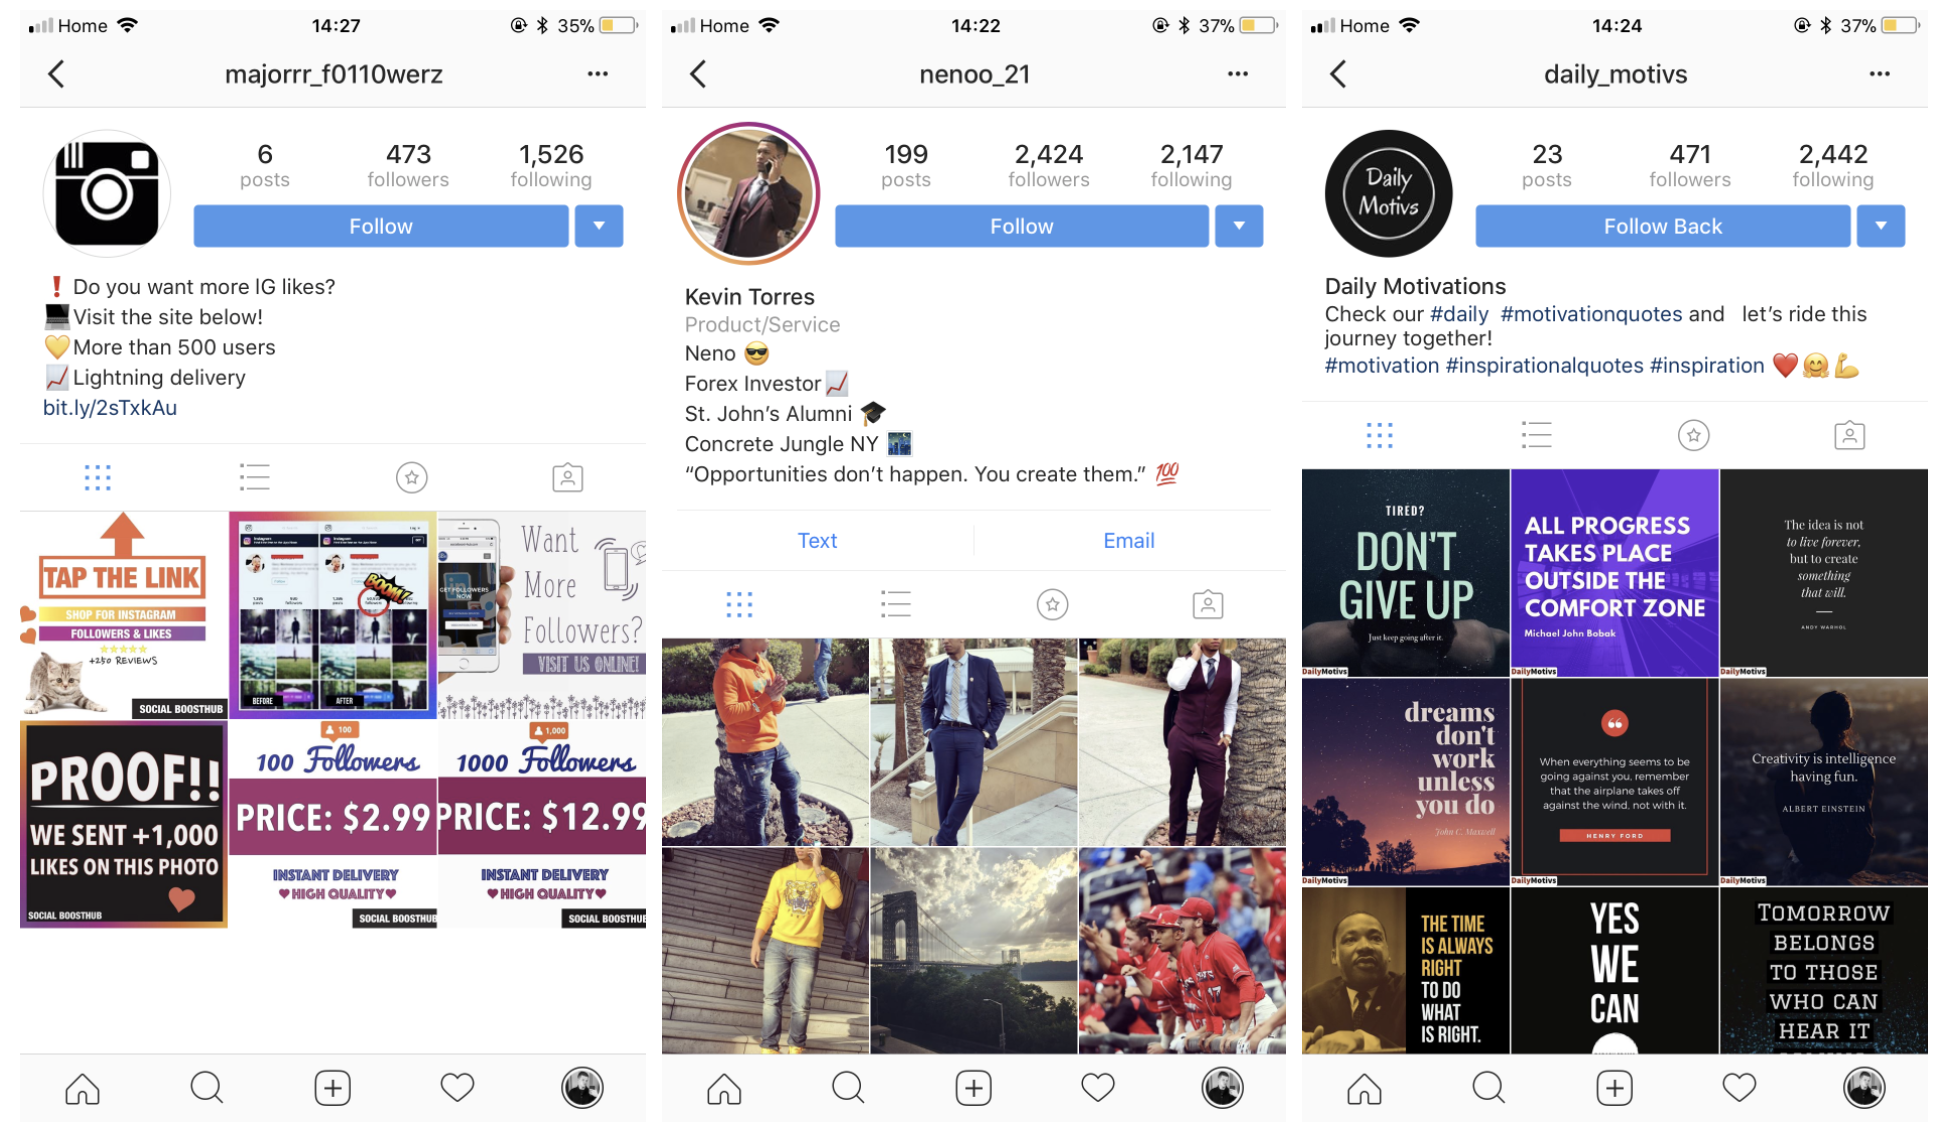 Home
14:27
35%
majorrr_f0110werz
6
473
1,526
posts
followers
following
Follow
Do you want more IG likes?
Visit the site below!
More than 500 users
Lightning delivery
bit.ly/2sTxkAu
TAP THE LINK
SHOP FOR INSTAGRAM
FOLLOWERS & LIKES
+250 REVIEWS
SOCIAL BOOSTHUB
BOOM!
BEFORE
AFTER
Want
More
Followers?
VISIT US ONLINE!
GET FOLLOWERS
NOW
PROOF!!
WE SENT +1,000
LIKES ON THIS PHOTO
SOCIAL BOOSTHUB
100
100 Followers
PRICE: $2.99
INSTANT DELIVERY
HIGH QUALITY
SOCIAL BOOSTHUB
1,000
1000 Followers
PRICE: $12.99
INSTANT DELIVERY
HIGH QUALITY
SOCIAL BOOSTHUB
Home
14:22
37%
nenoo_21
199
2,424
2,147
posts
followers
following
Follow
Kevin Torres
Product/Service
Neno 😎
Forex Investor📈
St. John's Alumni 🎓
Concrete Jungle NY 🌃
“Opportunities don't happen. You create them.” 💯
Text
Email
Home
14:24
37%
daily_motivs
Daily
Motivs
23
471
2,442
posts
followers
following
Follow Back
Daily Motivations
Check our #daily #motivationquotes and let's ride this
journey together!
#motivation #inspirationalquotes #inspiration ❤️🤗💪
TIRED?
DON'T
GIVE UP
Just keep going after it.
DailyMotivs
ALL PROGRESS
TAKES PLACE
OUTSIDE THE
COMFORT ZONE
Michael John Bobak
DailyMotivs
The idea is not
to live forever,
but to create
something
that will.
ANDY WARHOL
DailyMotivs
dreams
don't
work
unless
you do
John C. Maxwell
DailyMotivs
When everything seems to be
going against you, remember
that the airplane takes off
against the wind, not with it.
HENRY FORD
DailyMotivs
Creativity is intelligence
having fun.
ALBERT EINSTEIN
DailyMotivs
THE TIME
IS ALWAYS
RIGHT
TO DO
WHAT
IS RIGHT.
YES
WE
CAN
TOMORROW
BELONGS
TO THOSE
WHO CAN
HEAR IT